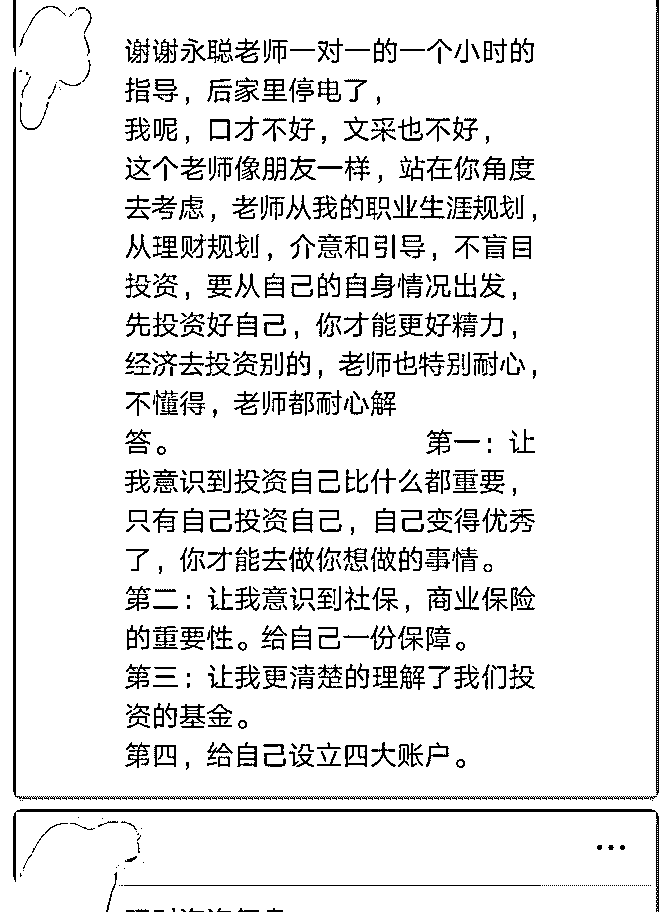 谢谢永聪老师一对一的一个小时的
指导，后家里停电了，
我呢，口才不好，文采也不好，
这个老师像朋友一样，站在你角度
去考虑，老师从我的职业生涯规划，
从理财规划，介意和引导，不盲目
投资，要从自己的自身情况出发，
先投资好自己，你才能更好精力，
经济去投资别的，老师也特别耐心，
不懂得，老师都耐心解
答。 第一：让
我意识到投资自己比什么都重要，
只有自己投资自己，自己变得优秀
了，你才能去做你想做的事情。
第二：让我意识到社保，商业保险
的重要性。给自己一份保障。
第三：让我更清楚的理解了我们投
资的基金。
第四，给自己设立四大账户。